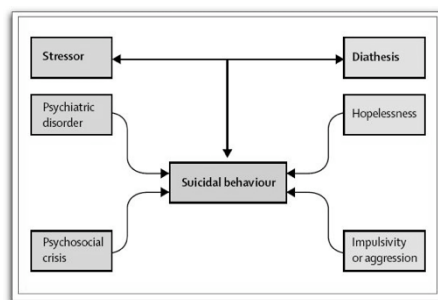 Stressor
Diathesis
Psychiatric
disorder
Hopelessness
Suicidal behaviour
Psychosocial
crisis
Impulsivity
or aggression